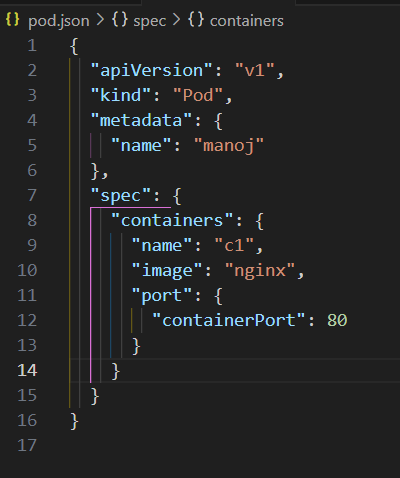 {} pod.json > {} spec > {} containers
1 {
2 "apiVersion": "v1",
3 "kind": "Pod",
4 "metadata": {
5 "name": "manoj"
6 },
7 "spec": {
8 "containers": {
9 "name": "c1",
10 "image": "nginx",
11 "port": {
12 "containerPort": 80
13 }
14 }
15 }
16 }
17